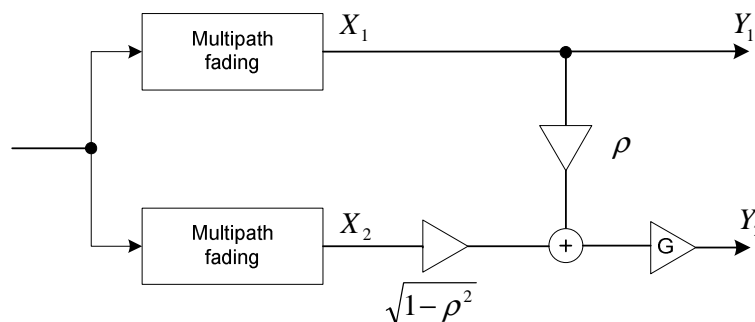 Multipath
fading
X₁
Y₁
ρ
Multipath
fading
X₂
√(1−ρ²)
+
G
Y